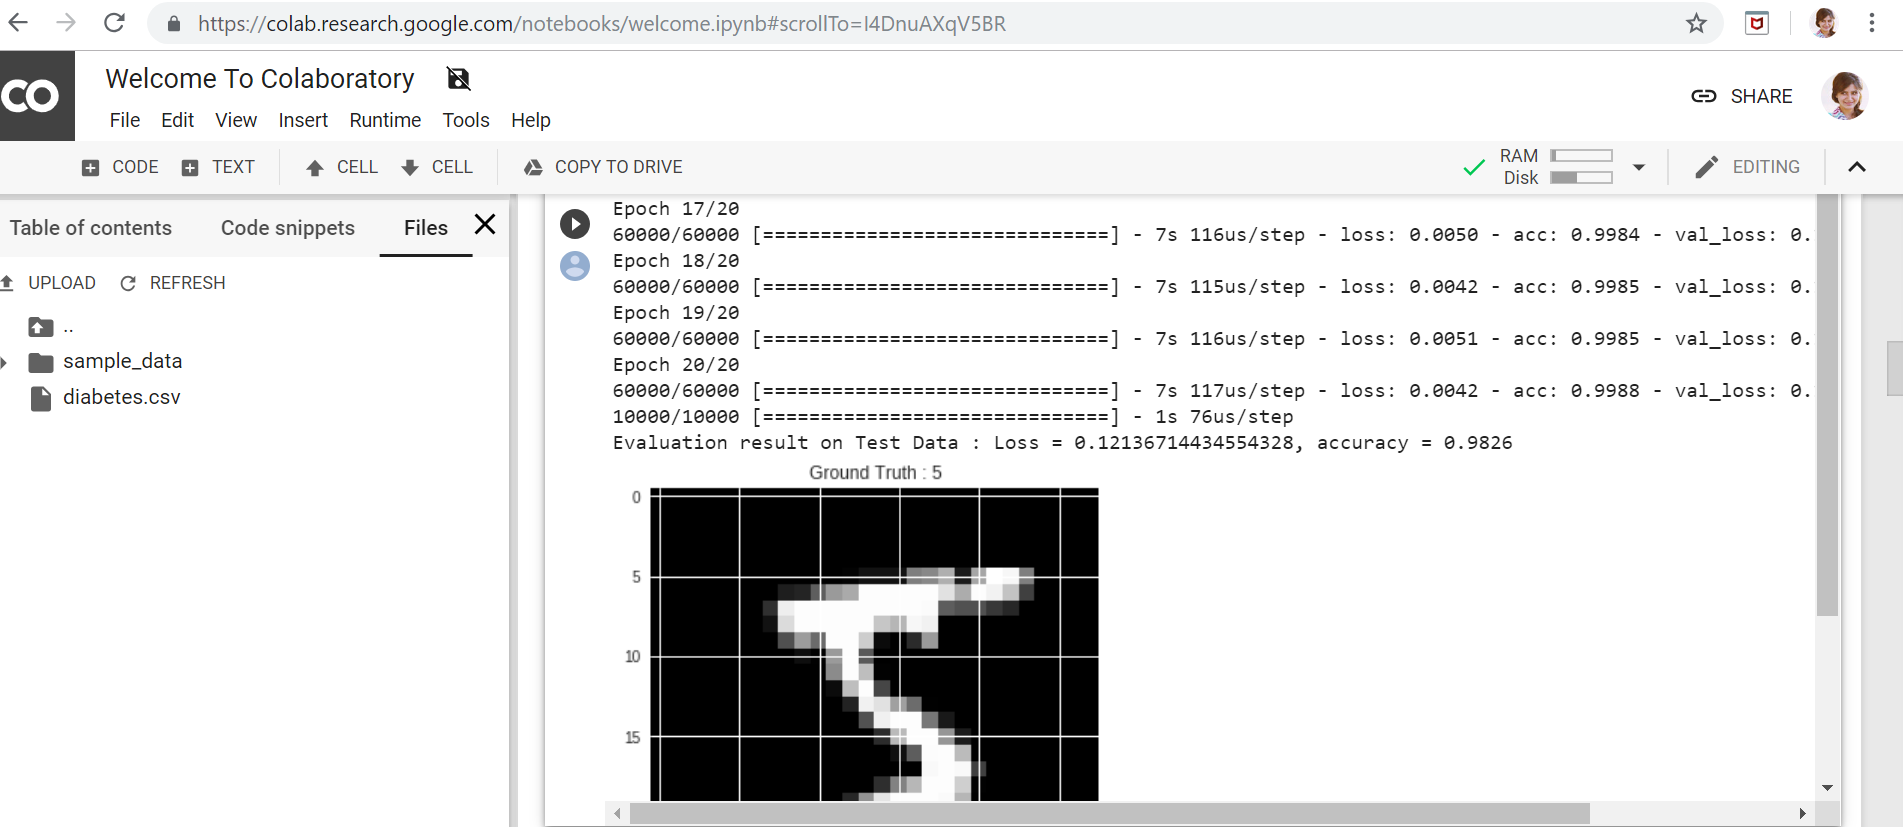 https://colab.research.google.com/notebooks/welcome.ipynb#scrollTo=I4DnuAXqV5BR
CO
Welcome To Colaboratory
SHARE
File Edit View Insert Runtime Tools Help
CODE TEXT CELL CELL COPY TO DRIVE RAM Disk EDITING
Table of contents Code snippets Files
UPLOAD REFRESH
..
sample_data
diabetes.csv
Epoch 17/20
60000/60000 [==============================] - 7s 116us/step - loss: 0.0050 - acc: 0.9984 - val_loss: 0.
Epoch 18/20
60000/60000 [==============================] - 7s 115us/step - loss: 0.0042 - acc: 0.9985 - val_loss: 0.
Epoch 19/20
60000/60000 [==============================] - 7s 116us/step - loss: 0.0051 - acc: 0.9985 - val_loss: 0.
Epoch 20/20
60000/60000 [==============================] - 7s 117us/step - loss: 0.0042 - acc: 0.9988 - val_loss: 0.
10000/10000 [==============================] - 1s 76us/step
Evaluation result on Test Data : Loss = 0.12136714434554328, accuracy = 0.9826
Ground Truth : 5
0
5
10
15